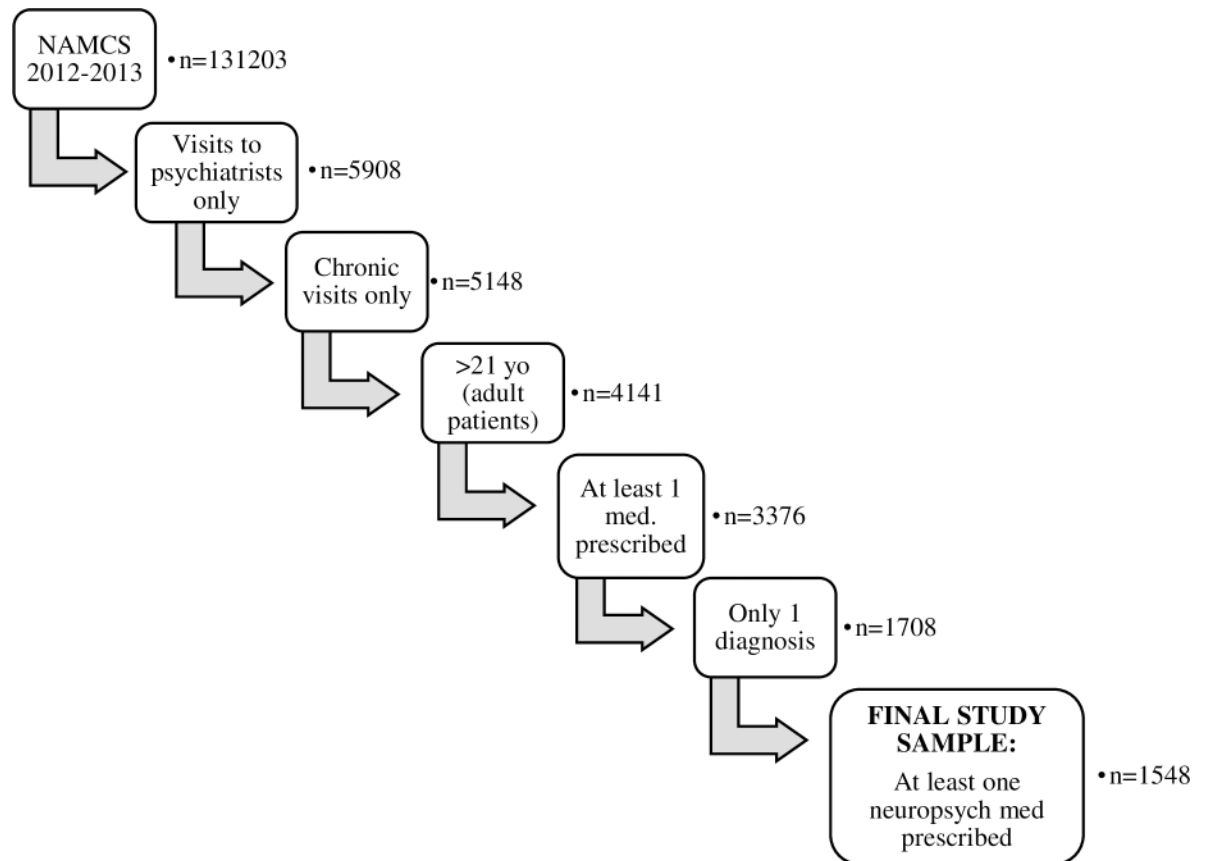 NAMCS
2012-2013
•n=131203
Visits to
psychiatrists
only
•n=5908
Chronic
visits only
•n=5148
>21 yo
(adult
patients)
•n=4141
At least 1
med.
prescribed
•n=3376
Only 1
diagnosis
•n=1708
FINAL STUDY
SAMPLE:
At least one
neuropsych med
prescribed
•n=1548